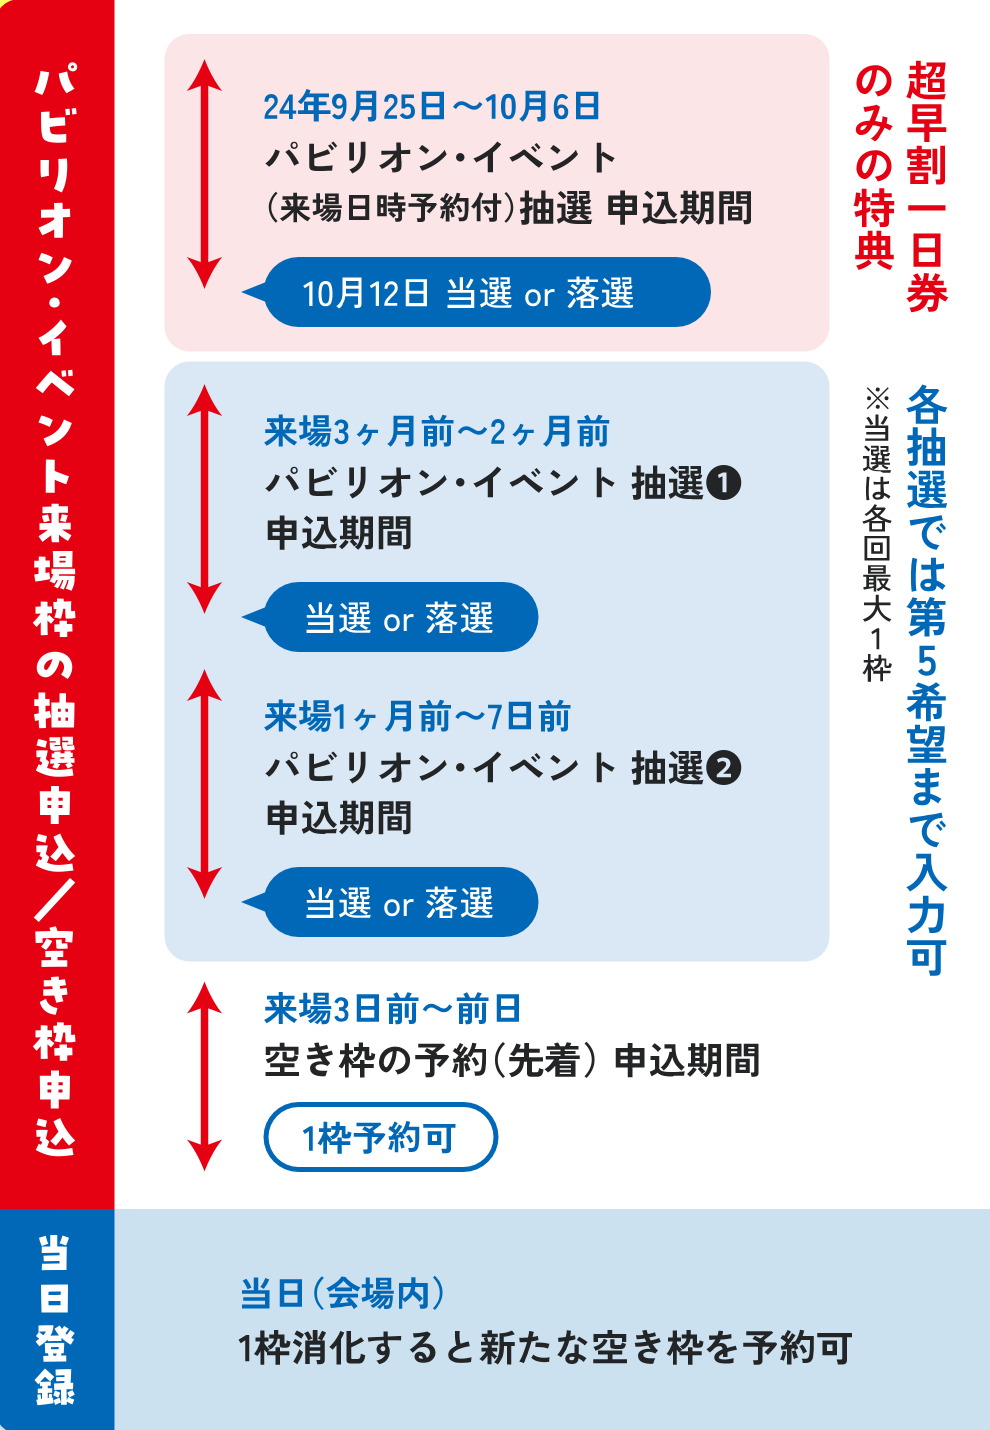 パビリオン・イベント来場枠の抽選申込／空き枠申込
24年9月25日～10月6日
パビリオン・イベント
（来場日時予約付）抽選 申込期間
10月12日 当選 or 落選
超早割一日券
のみの特典
来場3ヶ月前～2ヶ月前
パビリオン・イベント 抽選❶
申込期間
当選 or 落選
来場1ヶ月前～7日前
パビリオン・イベント 抽選❷
申込期間
当選 or 落選
各抽選では第5希望まで入力可
※当選は各回最大1枠
来場3日前～前日
空き枠の予約（先着） 申込期間
1枠予約可
当日登録
当日（会場内）
1枠消化すると新たな空き枠を予約可